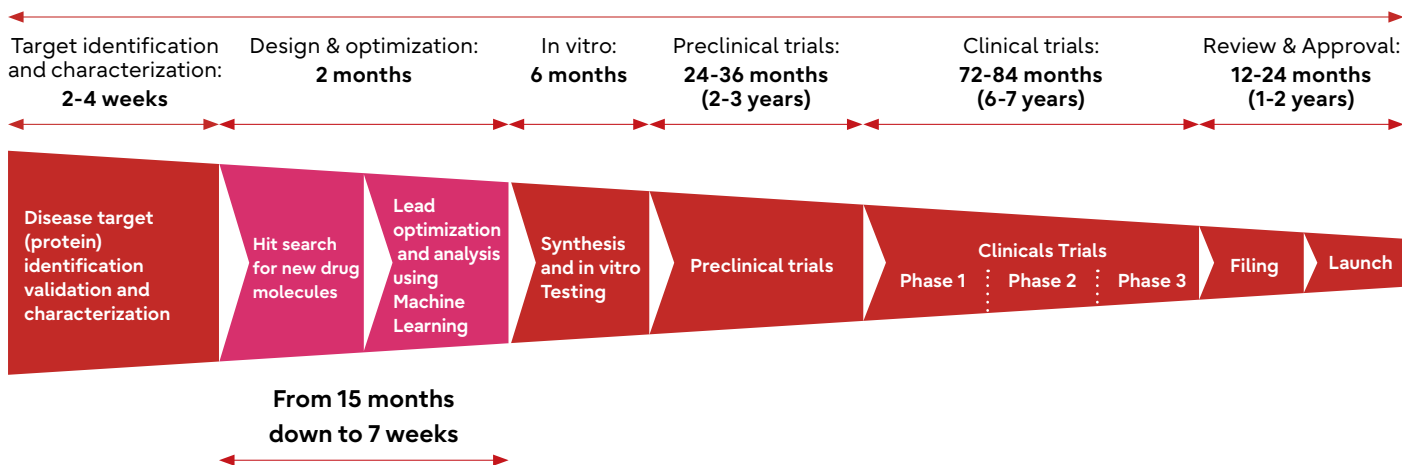 Target identification
and characterization:
2-4 weeks
Design & optimization:
2 months
In vitro:
6 months
Preclinical trials:
24-36 months
(2-3 years)
Clinical trials:
72-84 months
(6-7 years)
Review & Approval:
12-24 months
(1-2 years)
Disease target
(protein)
identification
validation and
characterization
Hit search
for new drug
molecules
Lead
optimization
and analysis
using
Machine
Learning
Synthesis
and in vitro
Testing
Preclinical trials
Clinicals Trials
Phase 1
Phase 2
Phase 3
Filing
Launch
From 15 months
down to 7 weeks